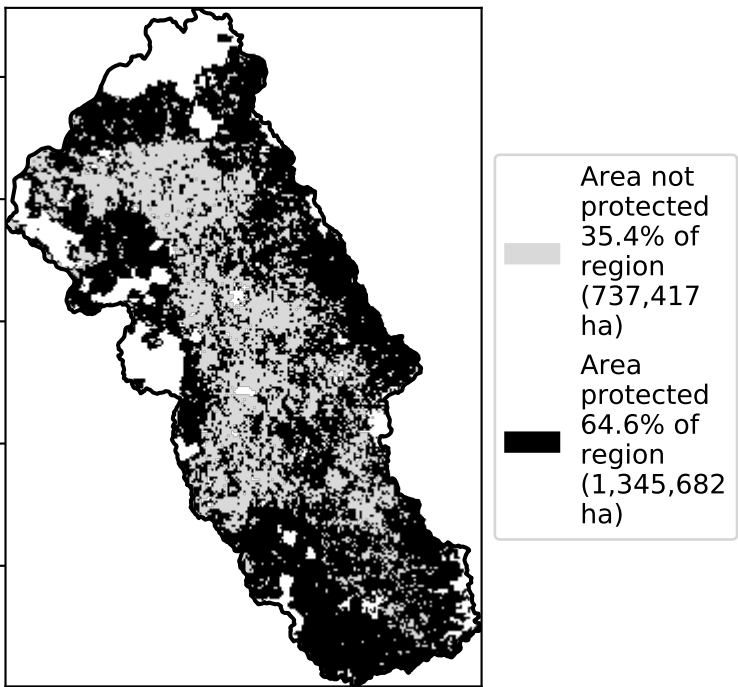 Area not
protected
35.4% of
region
(737,417
ha)
Area
protected
64.6% of
region
(1,345,682
ha)